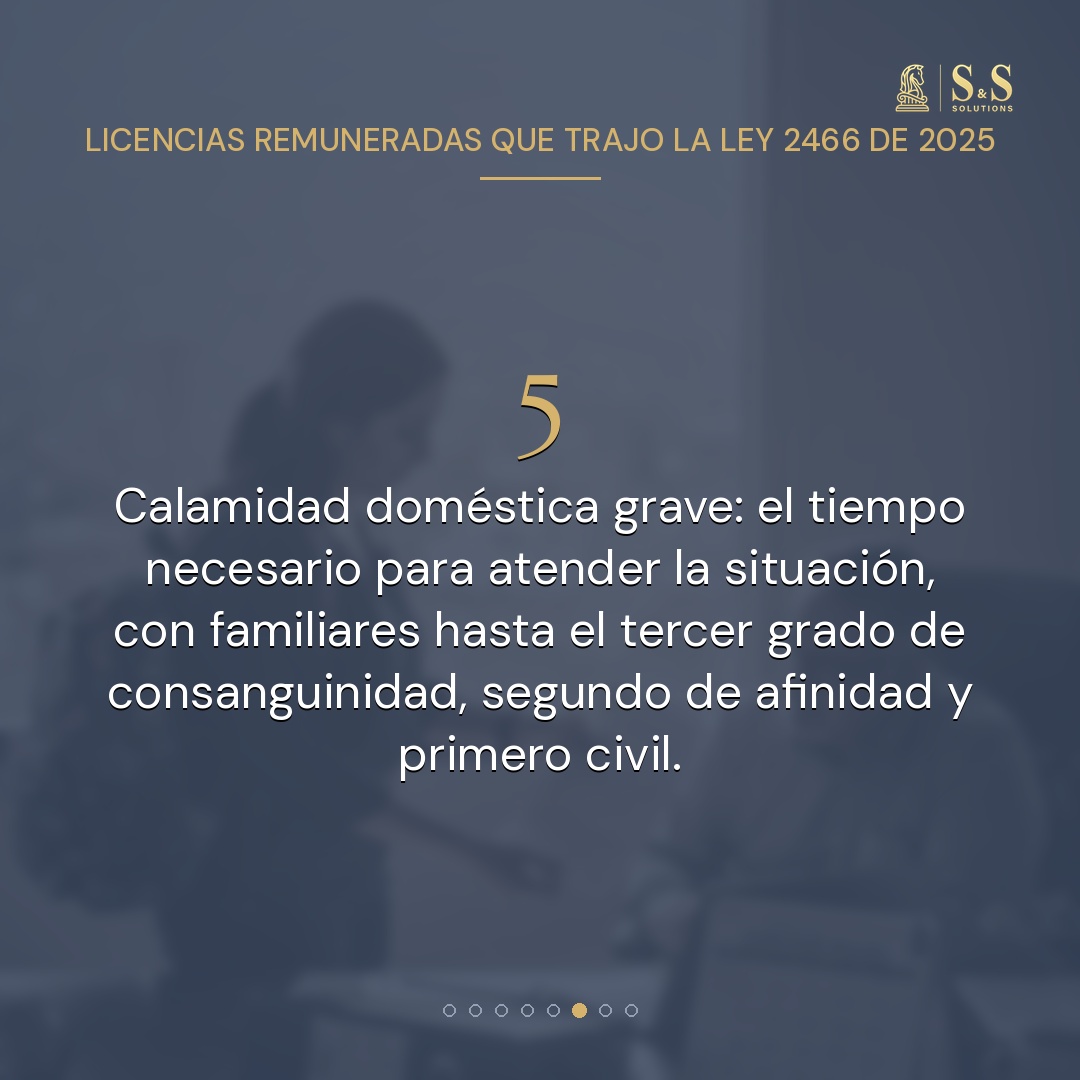 S&S
SOLUTIONS
LICENCIAS REMUNERADAS QUE TRAJO LA LEY 2466 DE 2025
5
Calamidad doméstica grave: el tiempo
necesario para atender la situación,
con familiares hasta el tercer grado de
consanguinidad, segundo de afinidad y
primero civil.